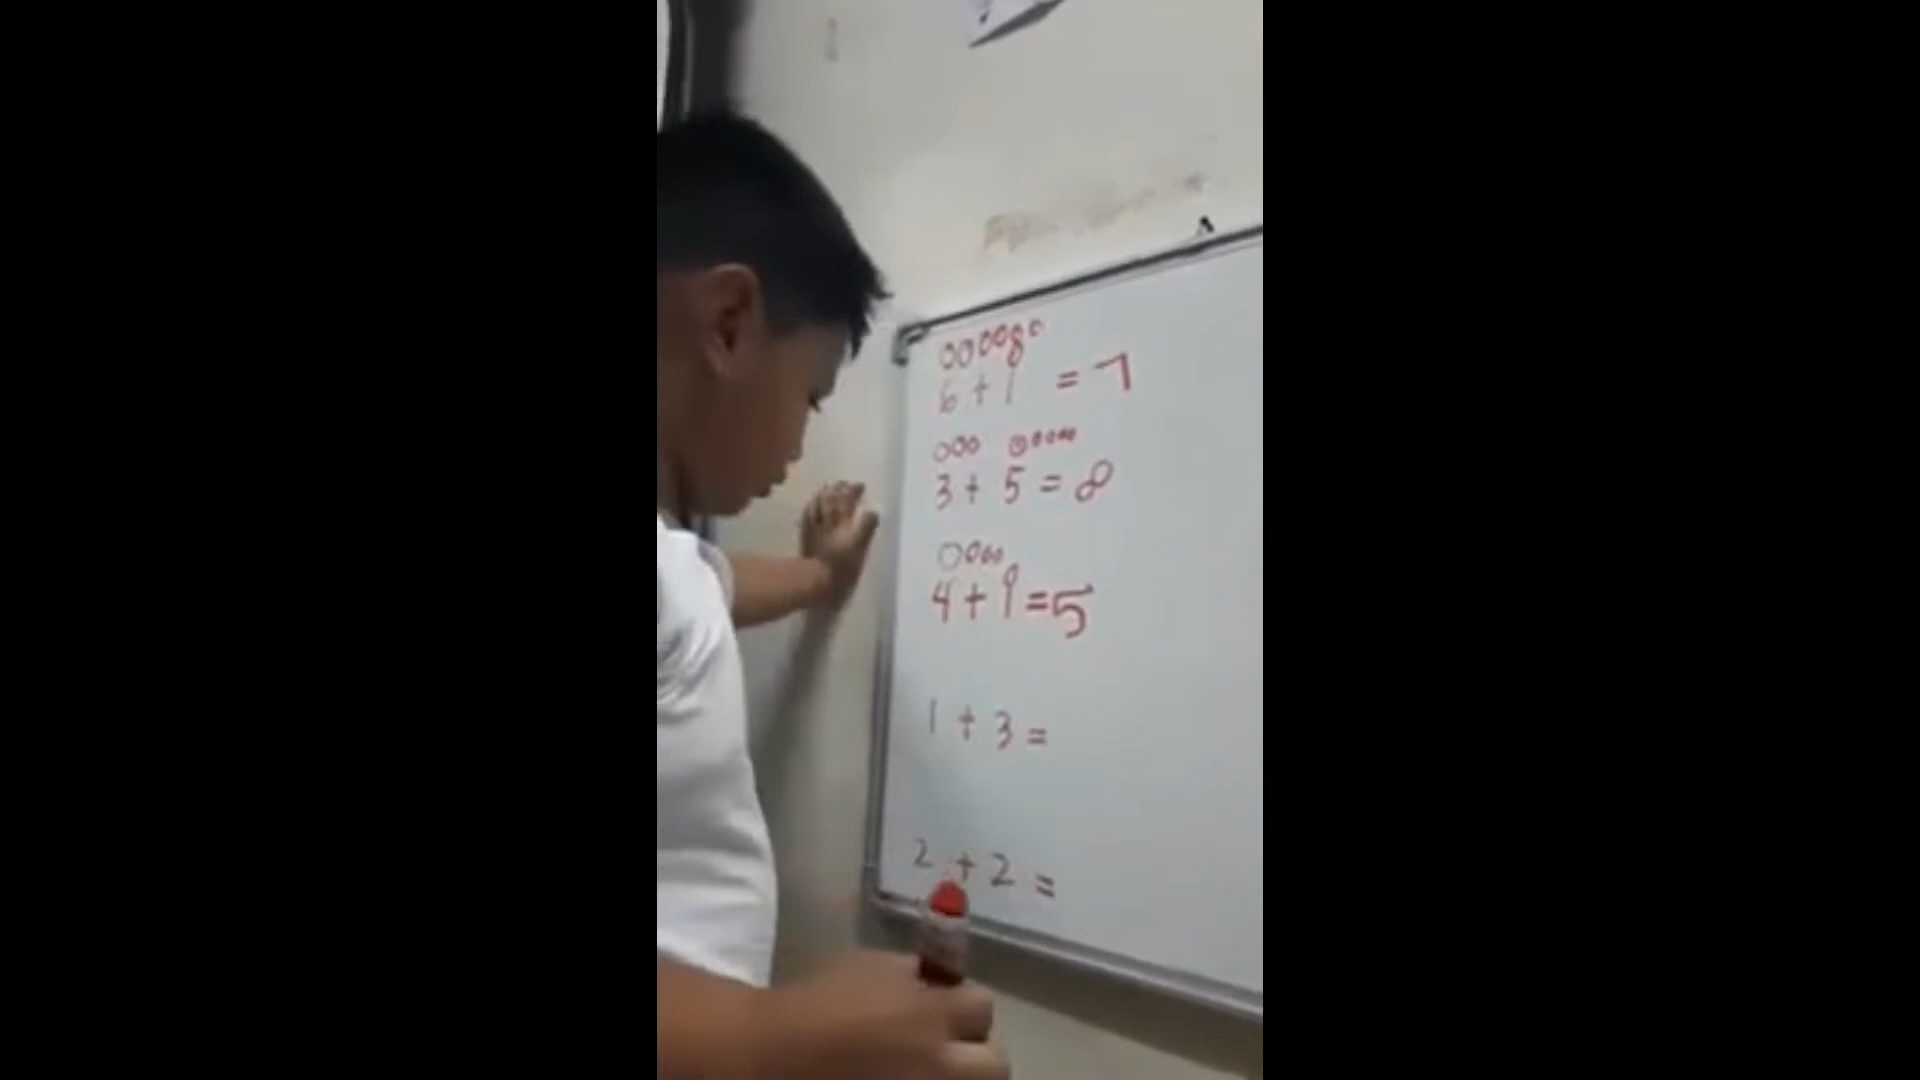 6 + 1 = 7
3 + 5 = 8
4 + 1 = 5
1 + 3 =
2 + 2 =